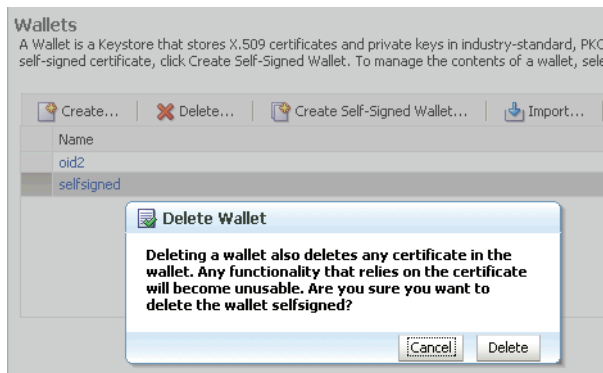 Wallets
A Wallet is a Keystore that stores X.509 certificates and private keys in industry-standard, PKC
self-signed certificate, click Create Self-Signed Wallet. To manage the contents of a wallet, sele
Create... Delete... Create Self-Signed Wallet... Import...
Name
oid2
selfsigned
Delete Wallet
Deleting a wallet also deletes any certificate in the
wallet. Any functionality that relies on the certificate
will become unusable. Are you sure you want to
delete the wallet selfsigned?
Cancel Delete